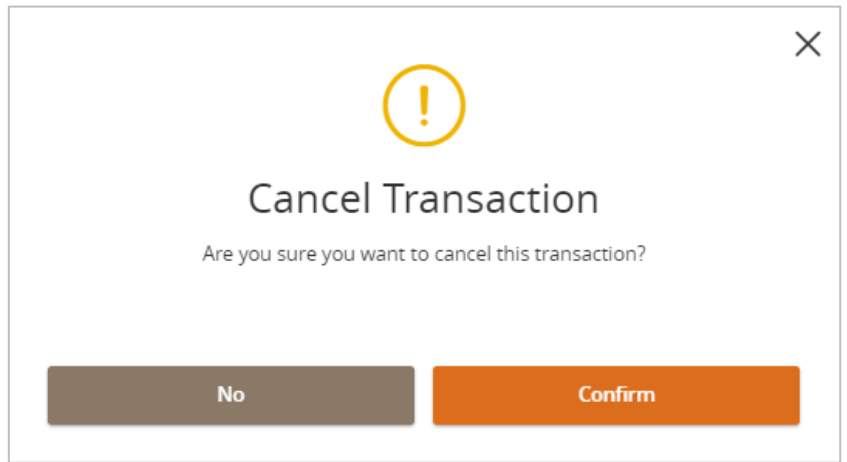 Cancel Transaction
Are you sure you want to cancel this transaction?
No
Confirm